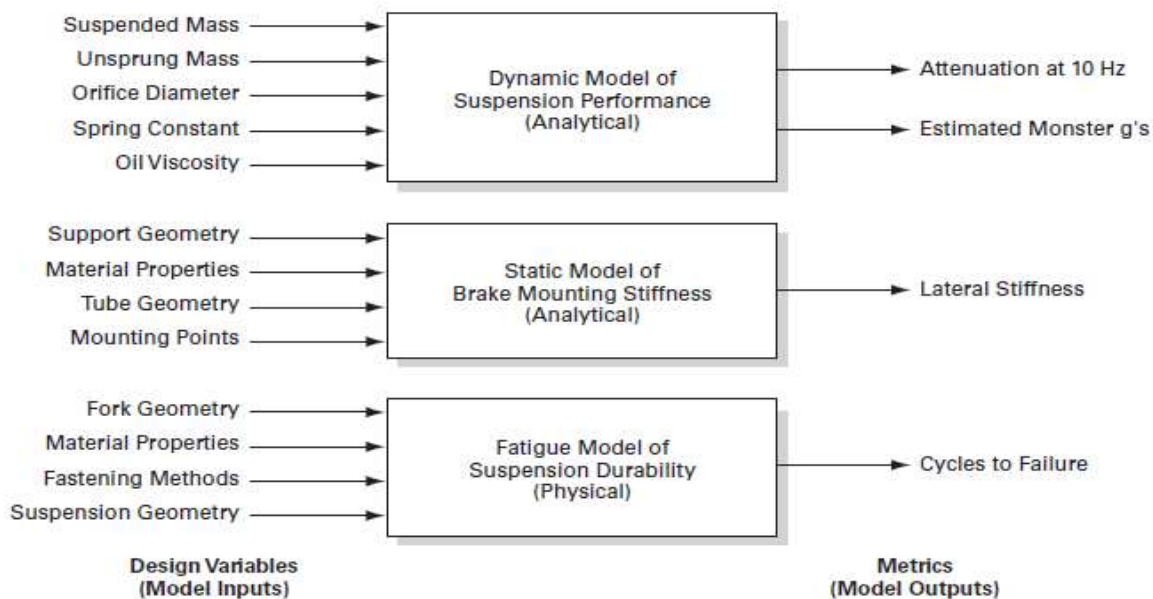 Suspended Mass
Unsprung Mass
Orifice Diameter
Spring Constant
Oil Viscosity
Dynamic Model of
Suspension Performance
(Analytical)
Attenuation at 10 Hz
Estimated Monster g's
Support Geometry
Material Properties
Tube Geometry
Mounting Points
Static Model of
Brake Mounting Stiffness
(Analytical)
Lateral Stiffness
Fork Geometry
Material Properties
Fastening Methods
Suspension Geometry
Fatigue Model of
Suspension Durability
(Physical)
Cycles to Failure
Design Variables
(Model Inputs)
Metrics
(Model Outputs)